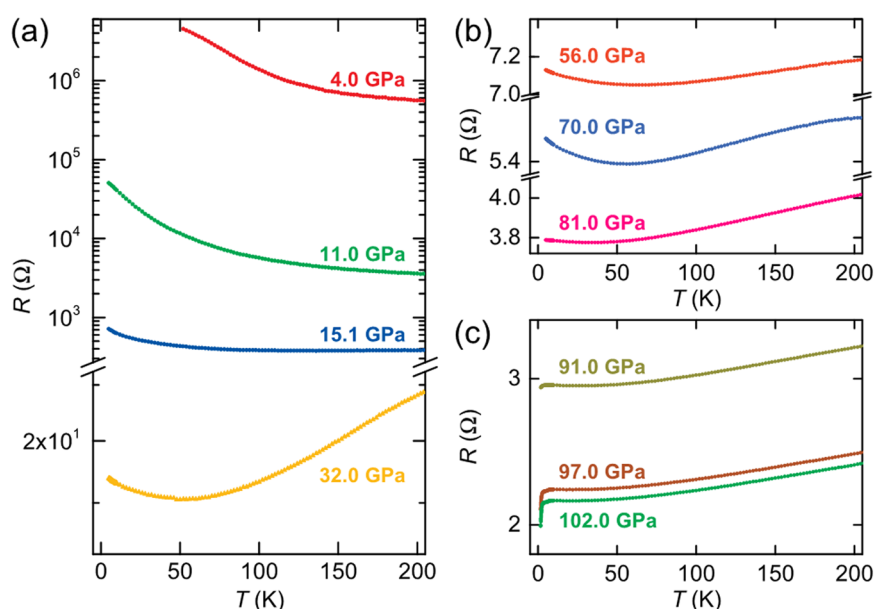 (a)
10^6
10^5
10^4
10^3
2x10^1
R (Ω)
4.0 GPa
11.0 GPa
15.1 GPa
32.0 GPa
0 50 100 150 200
T (K)
(b)
7.2
7.0
5.4
4.0
3.8
R (Ω)
56.0 GPa
70.0 GPa
81.0 GPa
0 50 100 150 200
T (K)
(c)
3
2
R (Ω)
91.0 GPa
97.0 GPa
102.0 GPa
0 50 100 150 200
T (K)